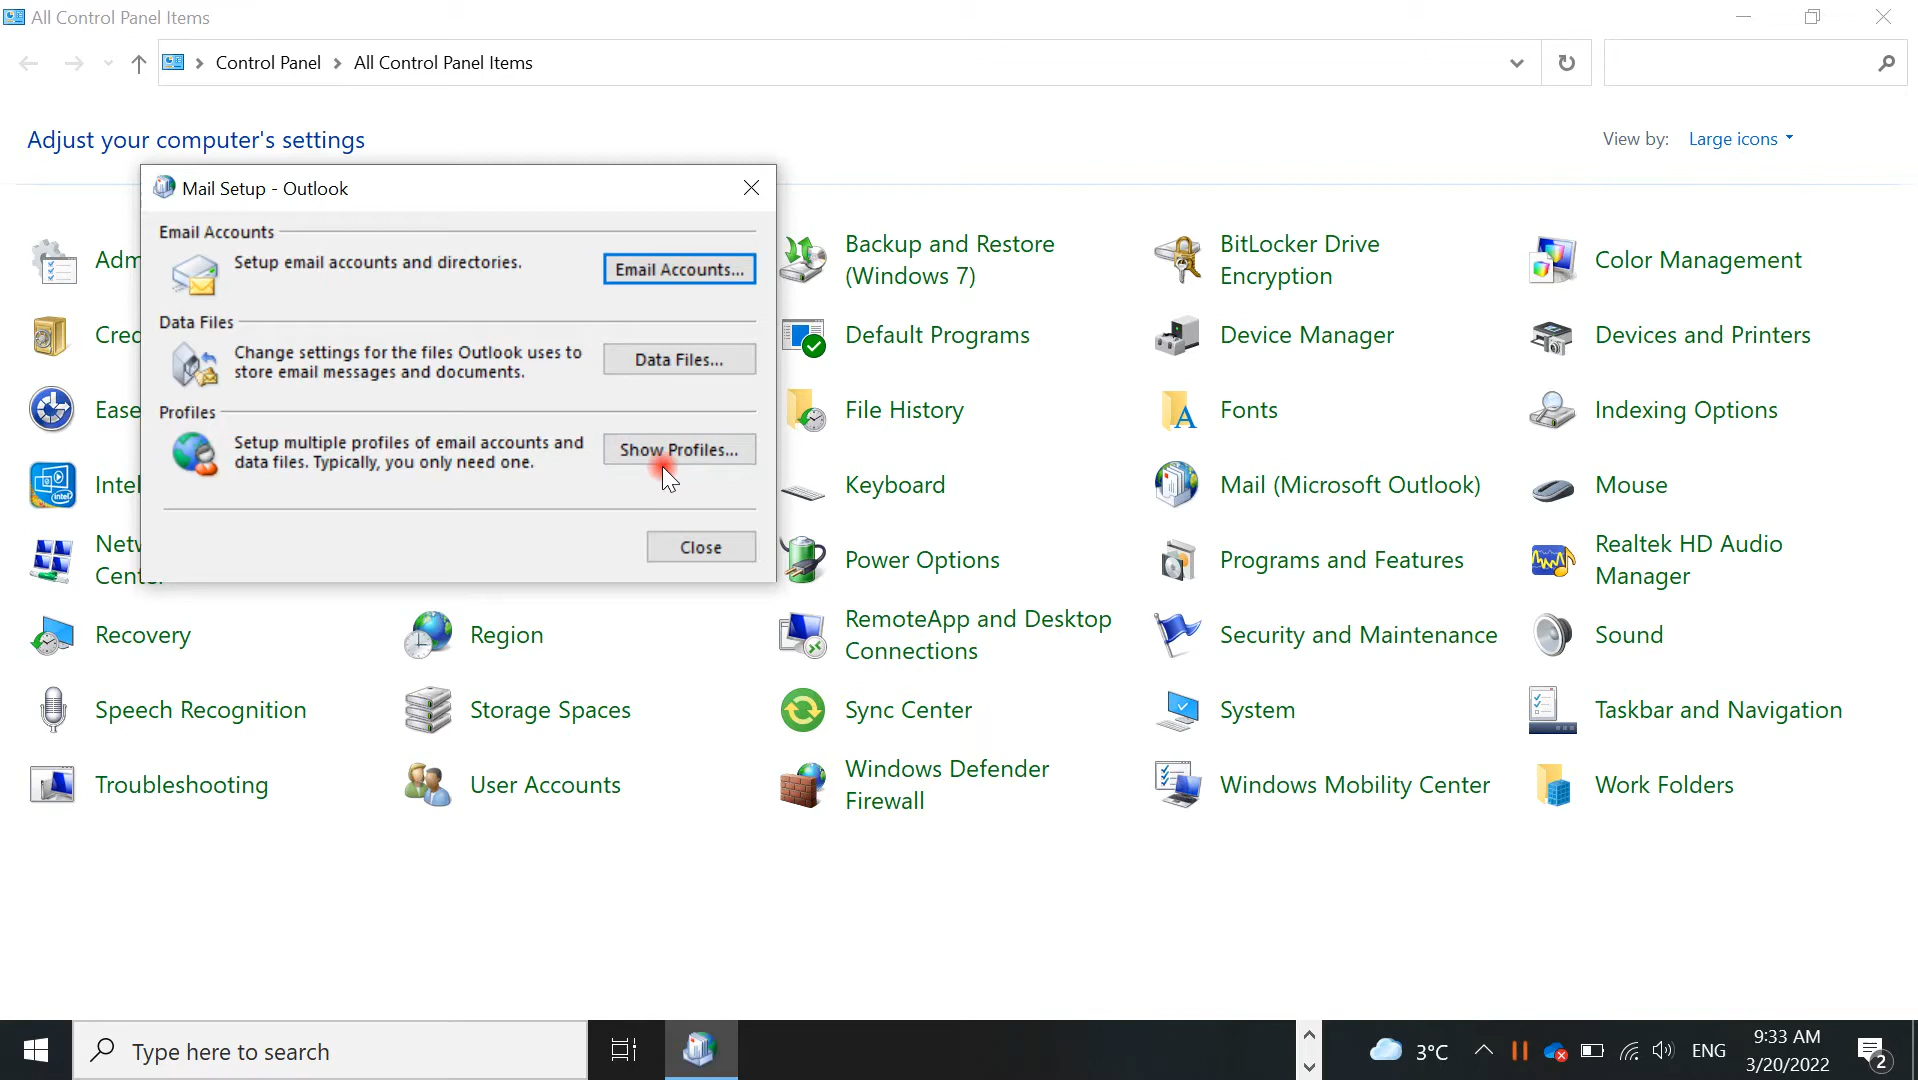 All Control Panel Items
Control Panel
All Control Panel Items
Adjust your computer's settings
View by: Large icons
Mail Setup - Outlook
Email Accounts
Setup email accounts and directories.
Email Accounts...
Data Files
Change settings for the files Outlook uses to
store email messages and documents.
Data Files...
Profiles
Setup multiple profiles of email accounts and
data files. Typically, you only need one.
Show Profiles...
Close
Adm
Backup and Restore
(Windows 7)
BitLocker Drive
Encryption
Color Management
Cred
Default Programs
Device Manager
Devices and Printers
Ease
File History
Fonts
Indexing Options
Intel
Keyboard
Mail (Microsoft Outlook)
Mouse
Netw
Center
Power Options
Programs and Features
Realtek HD Audio
Manager
Recovery
Region
RemoteApp and Desktop
Connections
Security and Maintenance
Sound
Speech Recognition
Storage Spaces
Sync Center
System
Taskbar and Navigation
Troubleshooting
User Accounts
Windows Defender
Firewall
Windows Mobility Center
Work Folders
Type here to search
3°C
ENG
9:33 AM
3/20/2022
2